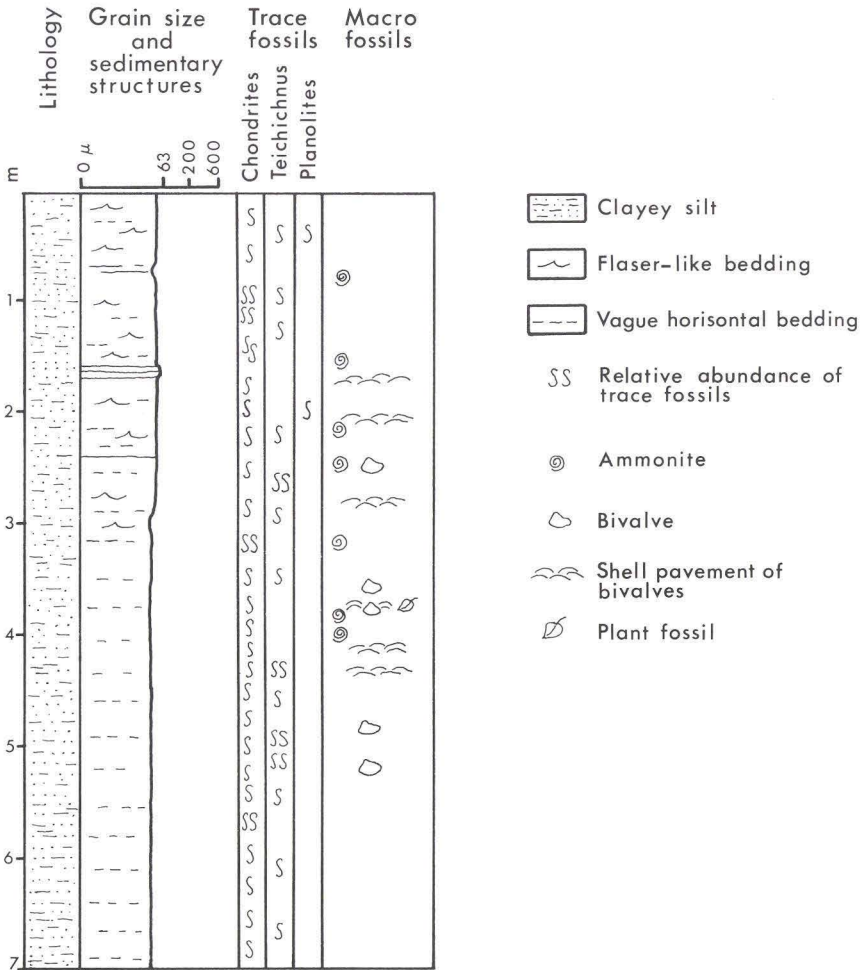 Lithology
Grain size
and
sedimentary
structures
Trace
fossils
Macro
fossils
Chondrites
Teichichnus
Planolites
m
0 µ
63
200
600
1
2
3
4
5
6
7
Clayey silt
Flaser-like bedding
Vague horisontal bedding
Relative abundance of
trace fossils
Ammonite
Bivalve
Shell pavement of
bivalves
Plant fossil